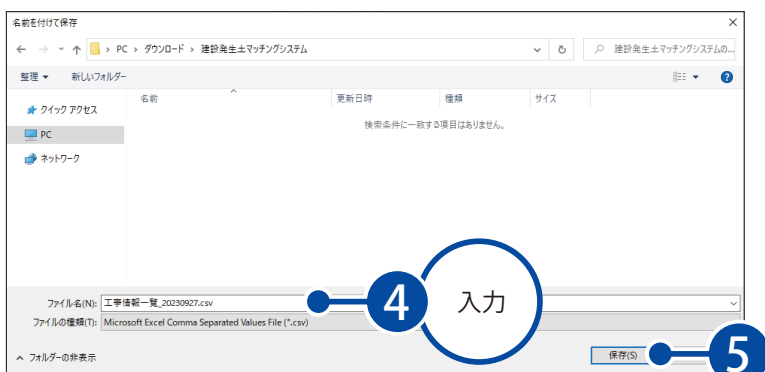 名前を付けて保存
PC › ダウンロード › 建設発生土マッチングシステム
建設発生土マッチングシステムの...
整理 新しいフォルダー
名前 更新日時 種類 サイズ
クイック アクセス
検索条件に一致する項目はありません。
PC
ネットワーク
ファイル名(N): 工事情報一覧_20230927.csv
4 入力
ファイルの種類(T): Microsoft Excel Comma Separated Values File (*.csv)
フォルダーの非表示
保存(S) 5